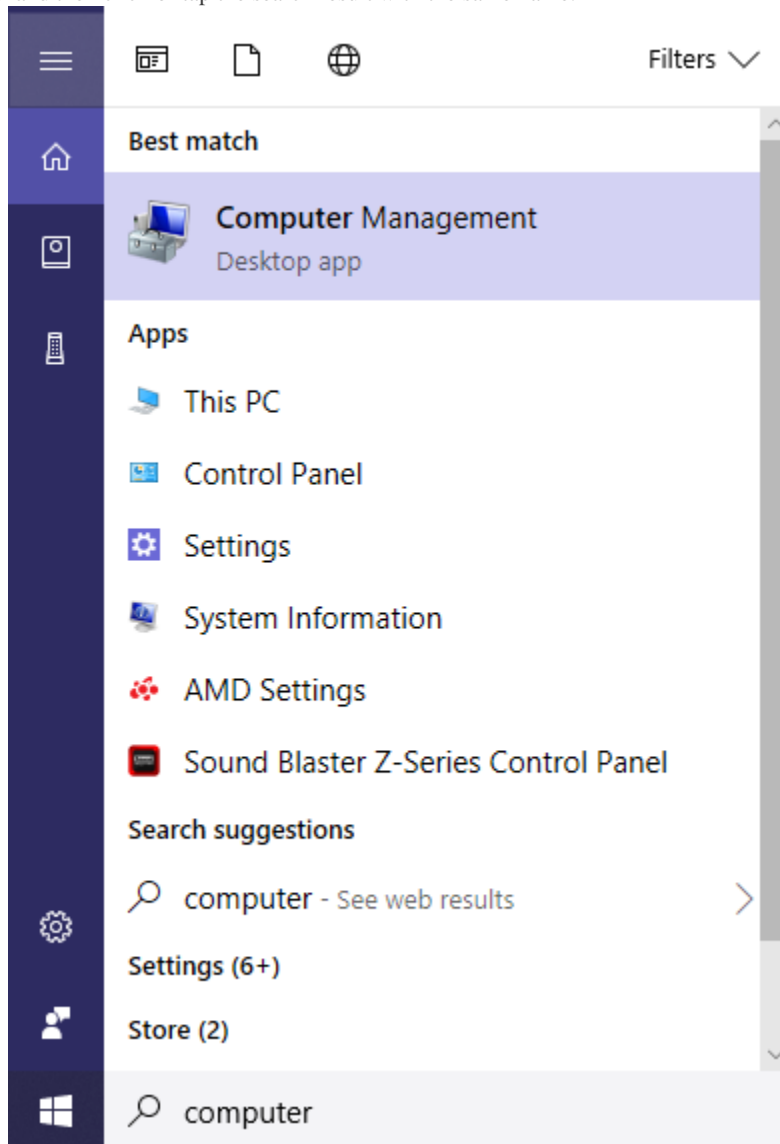 Filters
Best match
Computer Management
Desktop app
Apps
This PC
Control Panel
Settings
System Information
AMD Settings
Sound Blaster Z-Series Control Panel
Search suggestions
computer - See web results
Settings (6+)
Store (2)
computer